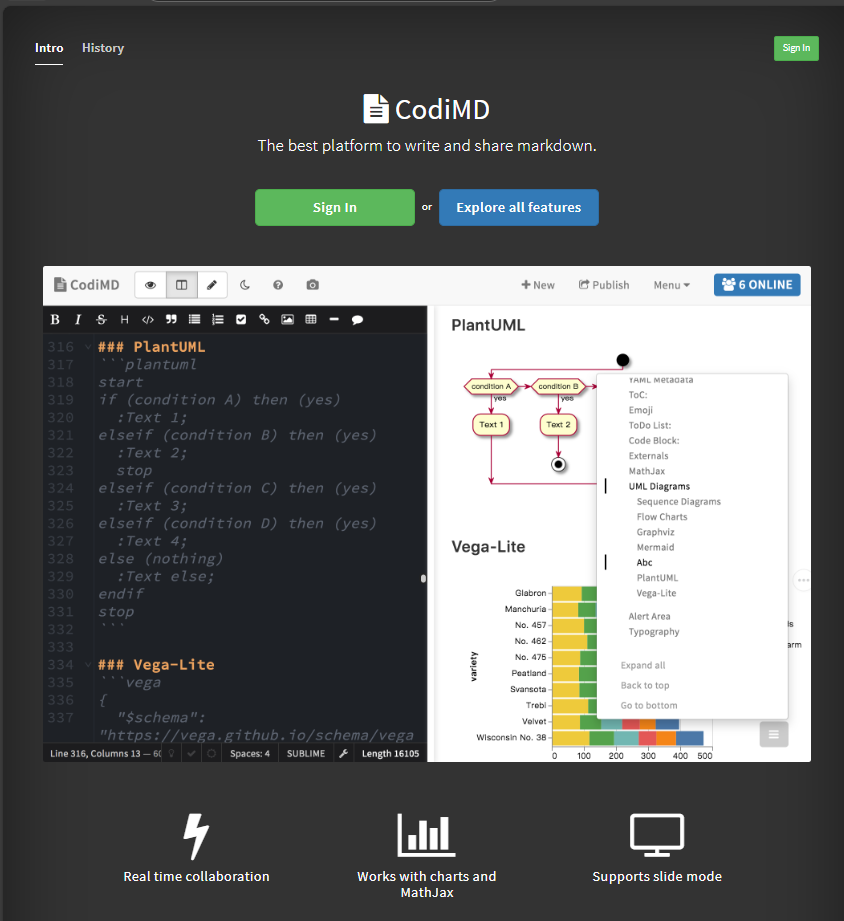 Intro History
Sign In
CodiMD
The best platform to write and share markdown.
Sign In or Explore all features
CodiMD
New Publish Menu 6 ONLINE
B I S H
316 ### PlantUML
317 ```plantuml
318 start
319 if (condition A) then (yes)
320 :Text 1;
321 elseif (condition B) then (yes)
322 :Text 2;
323 stop
324 elseif (condition C) then (yes)
325 :Text 3;
326 elseif (condition D) then (yes)
327 :Text 4;
328 else (nothing)
329 :Text else;
330 endif
331 stop
332 ```
333
334 ### Vega-Lite
335 ```vega
336 {
337 "$schema":
"https://vega.github.io/schema/vega
Line 316, Columns 13 — 60
Spaces: 4
SUBLIME
Length 16105
PlantUML
condition A
condition B
yes
yes
Text 1
Text 2
YAML Metadata
ToC:
Emoji
ToDo List:
Code Block:
Externals
MathJax
UML Diagrams
Sequence Diagrams
Flow Charts
Graphviz
Mermaid
Abc
PlantUML
Vega-Lite
Alert Area
Typography
Expand all
Back to top
Go to bottom
Vega-Lite
variety
Glabron
Manchuria
No. 457
No. 462
No. 475
Peatland
Svansota
Trebi
Velvet
Wisconsin No. 38
0 100 200 300 400 500
Real time collaboration
Works with charts and
MathJax
Supports slide mode